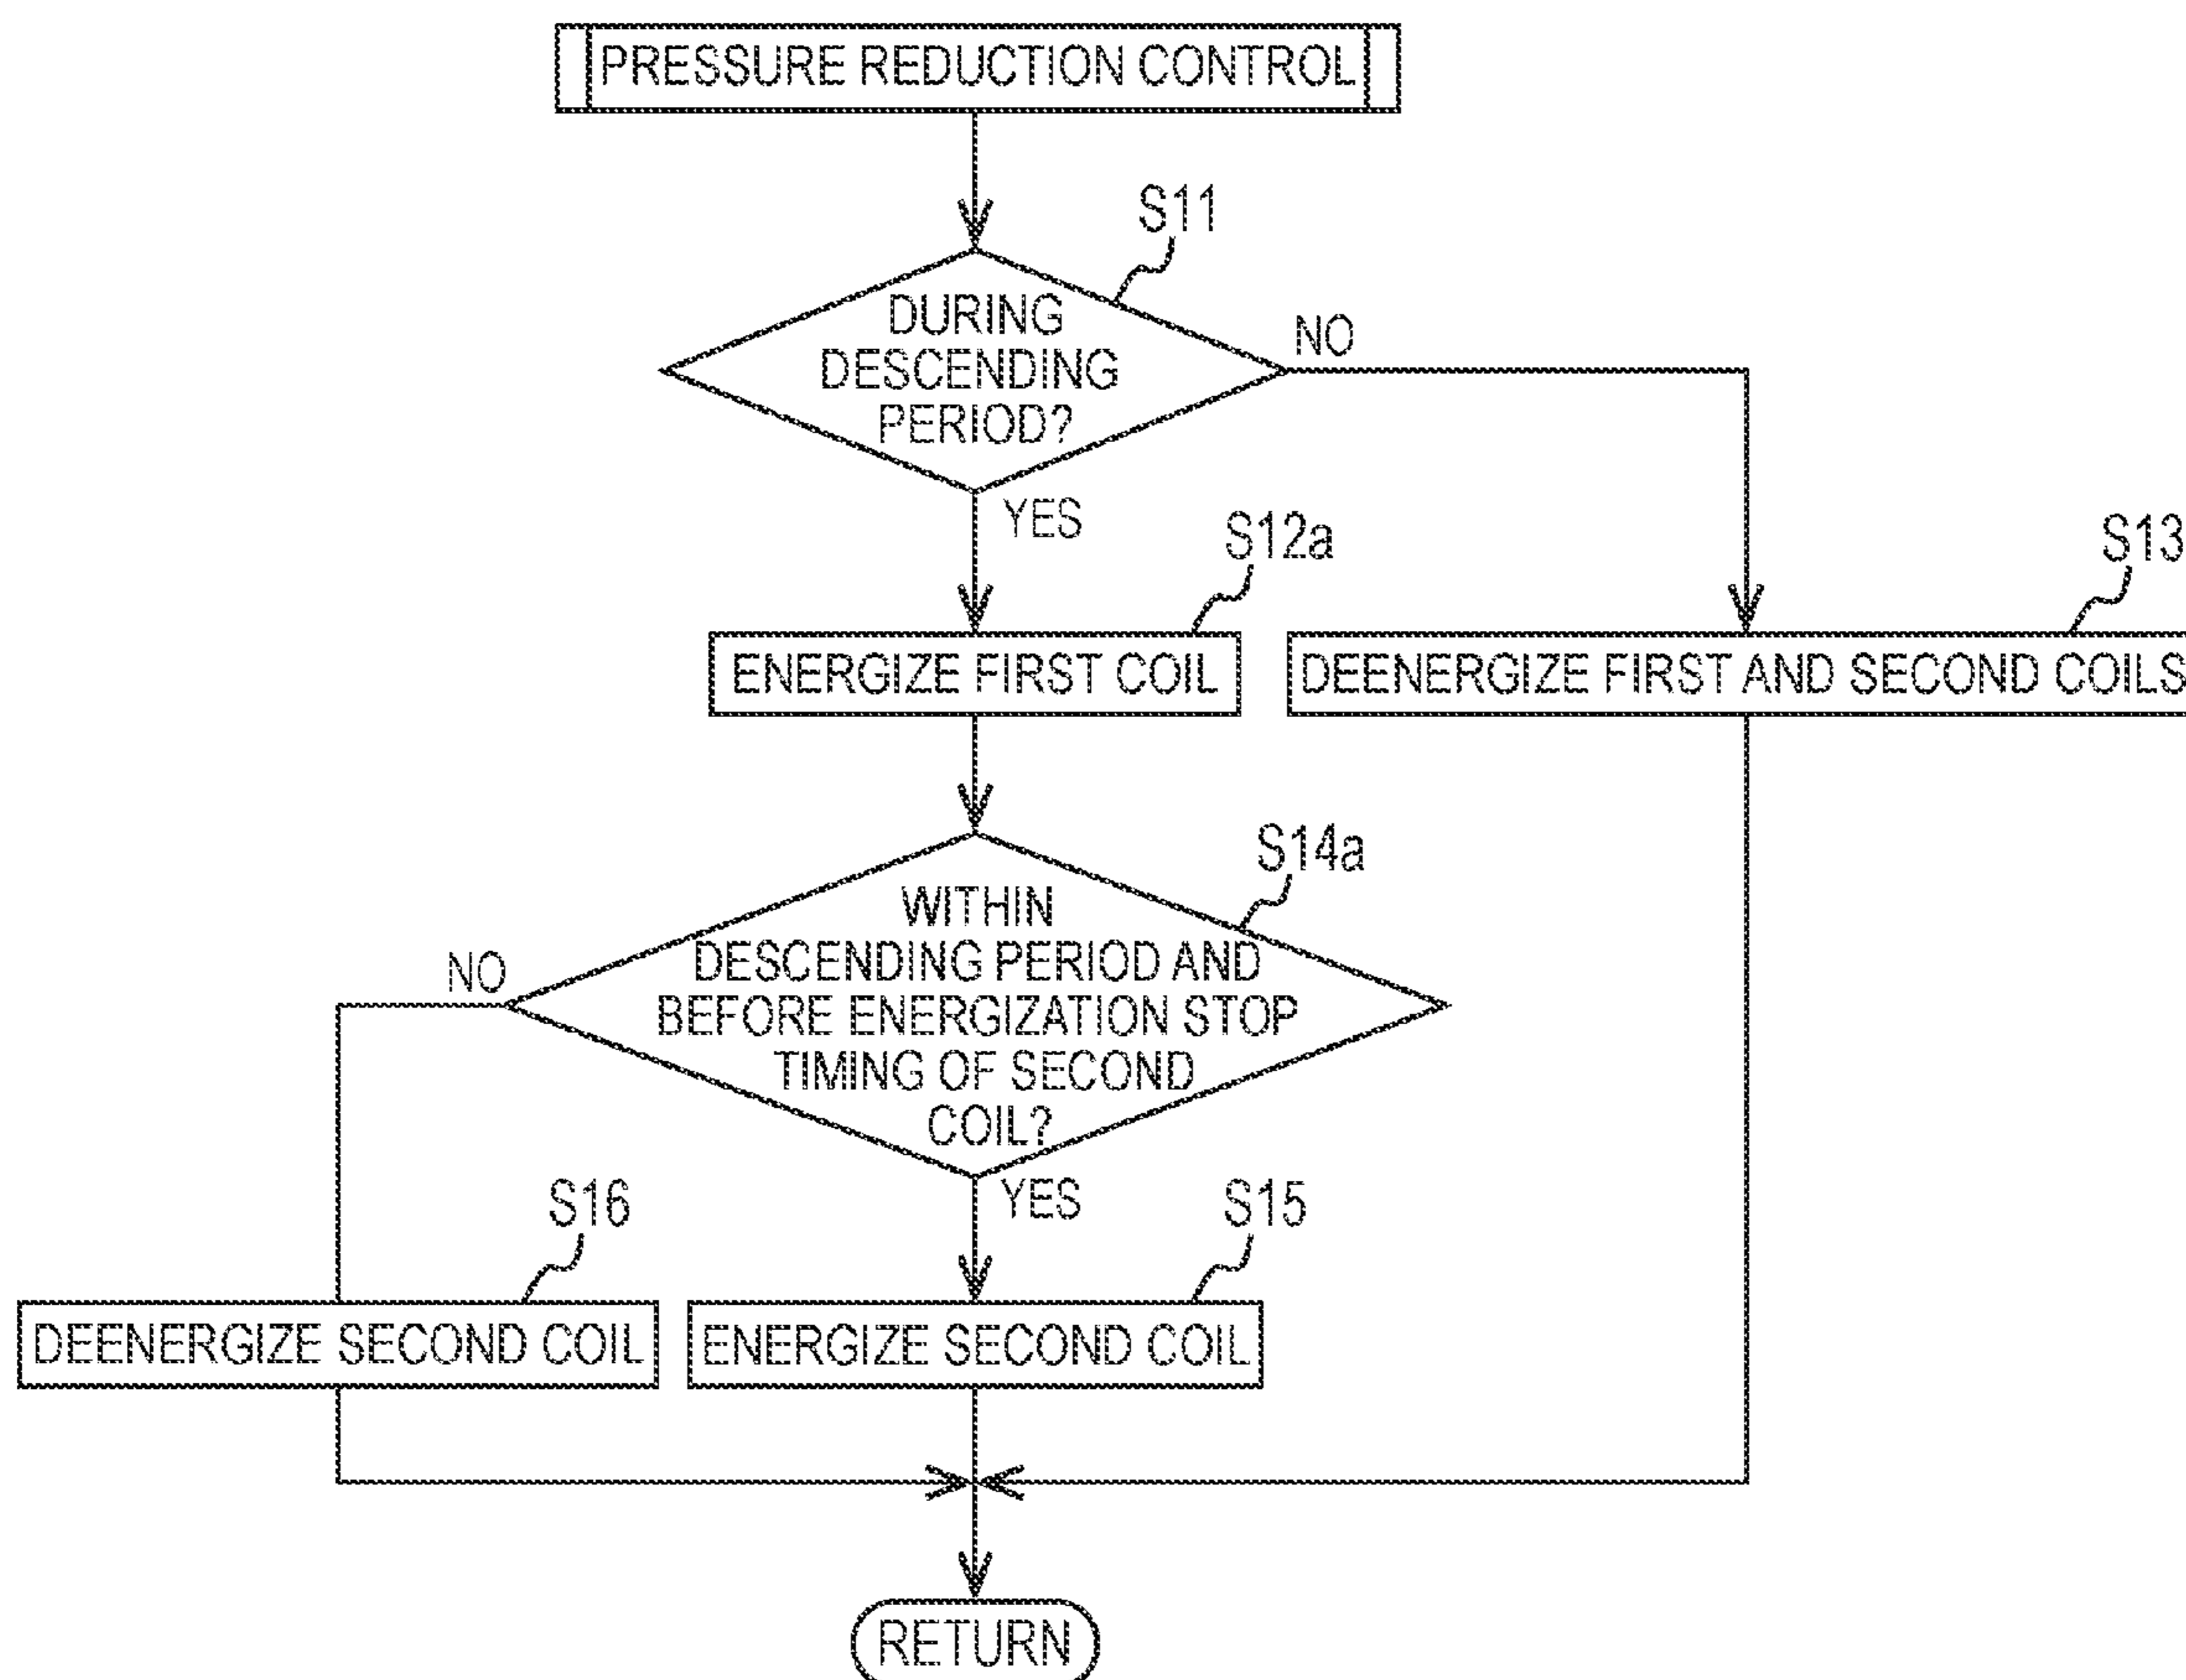 PRESSURE REDUCTION CONTROL
S11
DURING
DESCENDING
PERIOD?
NO
YES
S12a
S13
ENERGIZE FIRST COIL
DEENERGIZE FIRST AND SECOND COILS
S14a
WITHIN
DESCENDING PERIOD AND
BEFORE ENERGIZATION STOP
TIMING OF SECOND
COIL?
NO
YES
S16
S15
DEENERGIZE SECOND COIL
ENERGIZE SECOND COIL
RETURN